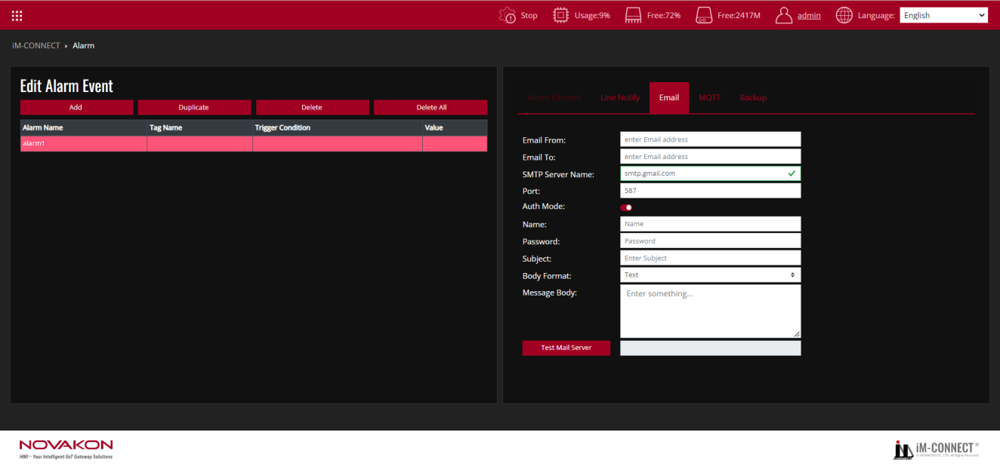 Stop Usage:9% Free:72% Free:2417M admin Language: English
iM-CONNECT ▸ Alarm
Edit Alarm Event
Add Duplicate Delete Delete All
Alarm Name Tag Name Trigger Condition Value
alarm1
Alarm Element Line Notify Email MQTT Backup
Email From: enter Email address
Email To: enter Email address
SMTP Server Name: smtp.gmail.com
Port: 587
Auth Mode:
Name: Name
Password: Password
Subject: Enter Subject
Body Format: Text
Message Body: Enter something...
Test Mail Server
NOVAKON
HMI—Your Intelligent IIoT Gateway Solutions
iM-CONNECT®
© NOVAKON CO., LTD. All Rights Reserved.